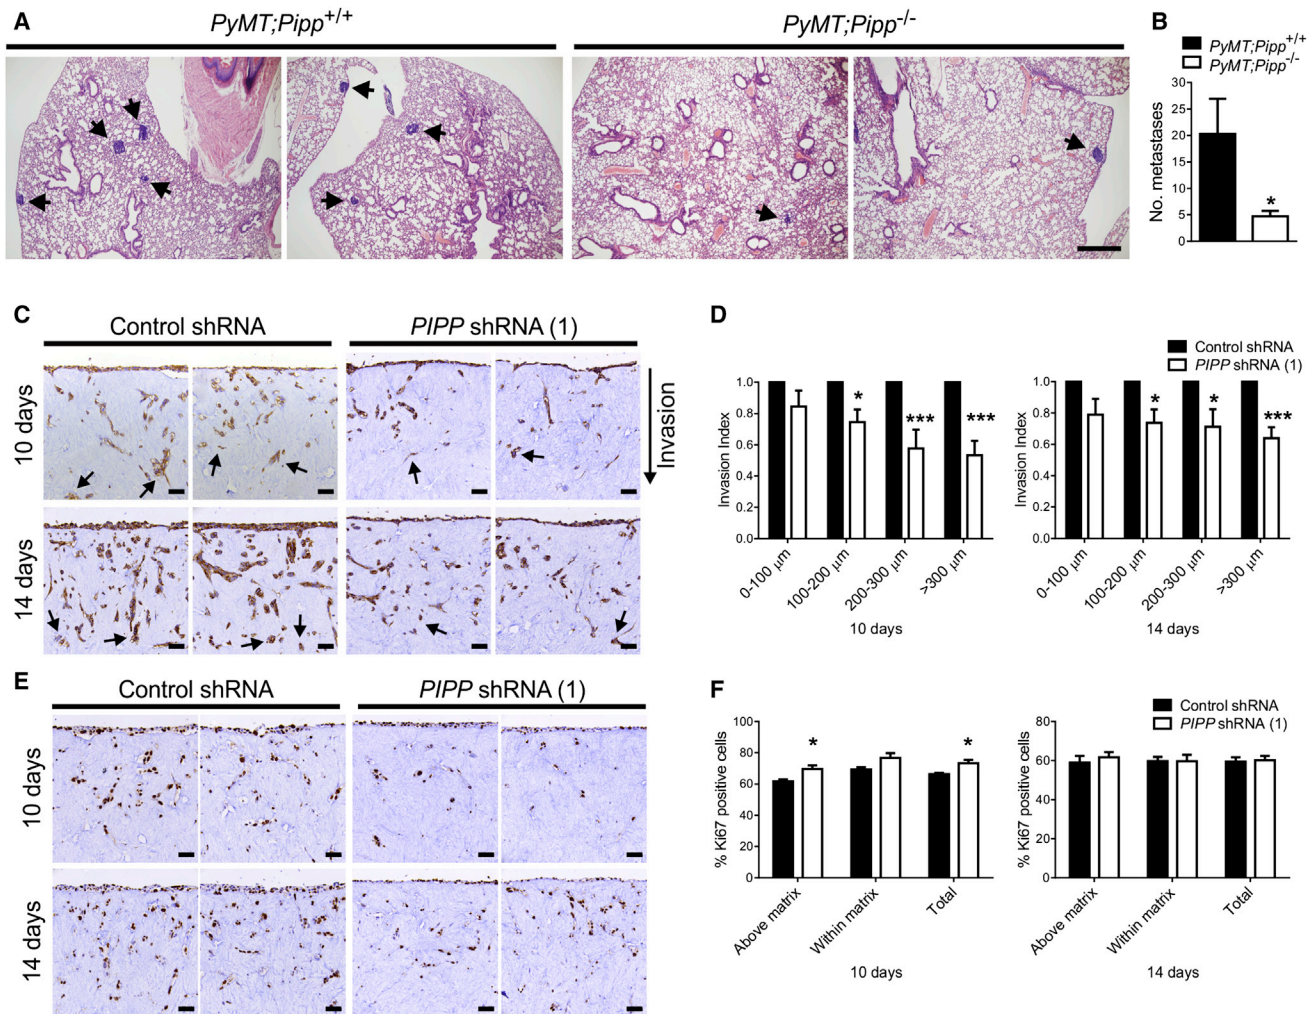 A
PyMT;Pipp+/+
PyMT;Pipp-/-
B
PyMT;Pipp+/+
PyMT;Pipp-/-
No. metastases
30
25
20
15
10
5
0
*
C
Control shRNA
PIPP shRNA (1)
10 days
14 days
Invasion
D
Control shRNA
PIPP shRNA (1)
Invasion Index
1.0
0.8
0.6
0.4
0.2
0.0
*
***
***
0-100 µm
100-200 µm
200-300 µm
>300 µm
10 days
Invasion Index
1.0
0.8
0.6
0.4
0.2
0.0
*
*
***
0-100 µm
100-200 µm
200-300 µm
>300 µm
14 days
E
Control shRNA
PIPP shRNA (1)
10 days
14 days
F
Control shRNA
PIPP shRNA (1)
% Ki67 positive cells
100
80
60
40
20
0
*
*
Above matrix
Within matrix
Total
10 days
% Ki67 positive cells
80
60
40
20
0
Above matrix
Within matrix
Total
14 days